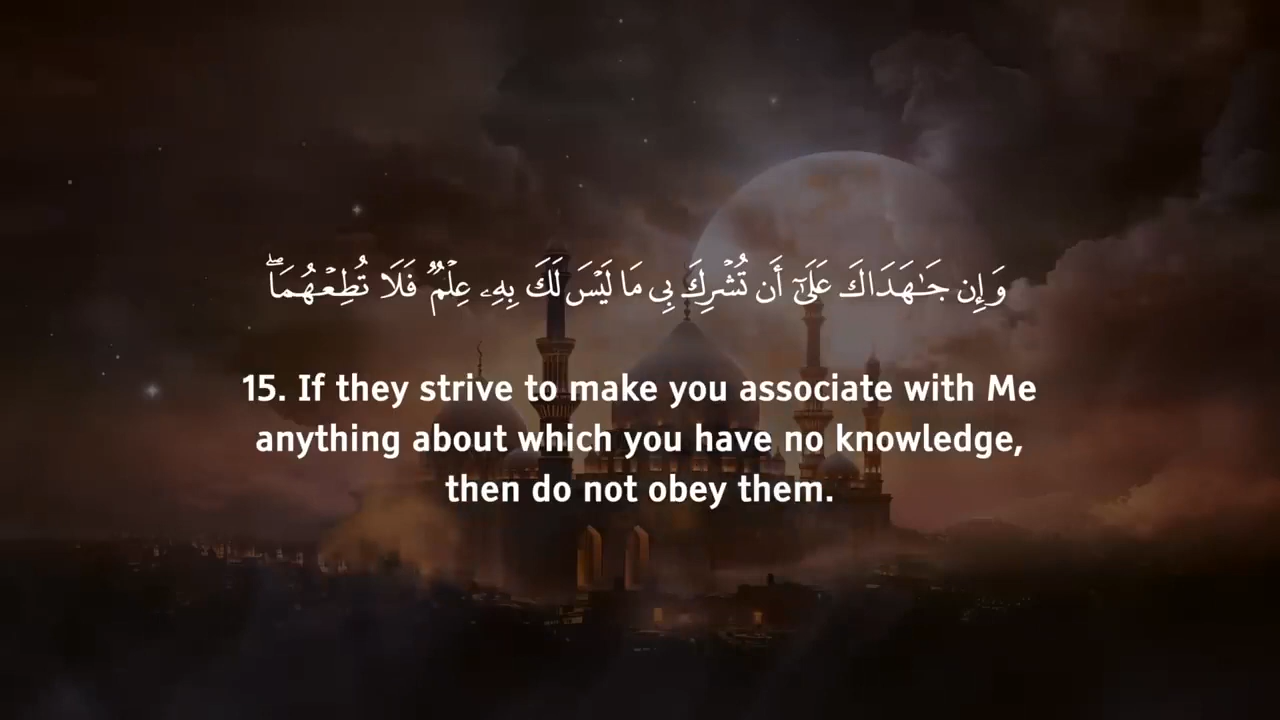 وَإِن جَـٰهَدَاكَ عَلَىٰٓ أَن تُشْرِكَ بِى مَا لَيْسَ لَكَ بِهِۦ عِلْمٌ فَلَا تُطِعْهُمَا ۖ
15. If they strive to make you associate with Me
anything about which you have no knowledge,
then do not obey them.